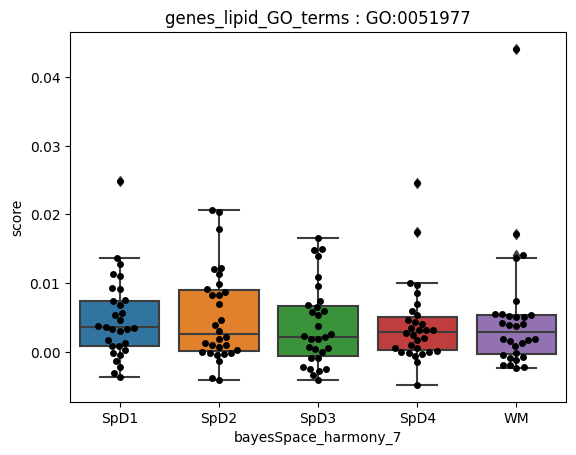 genes_lipid_GO_terms : GO:0051977
score
0.04
0.03
0.02
0.01
0.00
SpD1 SpD2 SpD3 SpD4 WM
bayesSpace_harmony_7